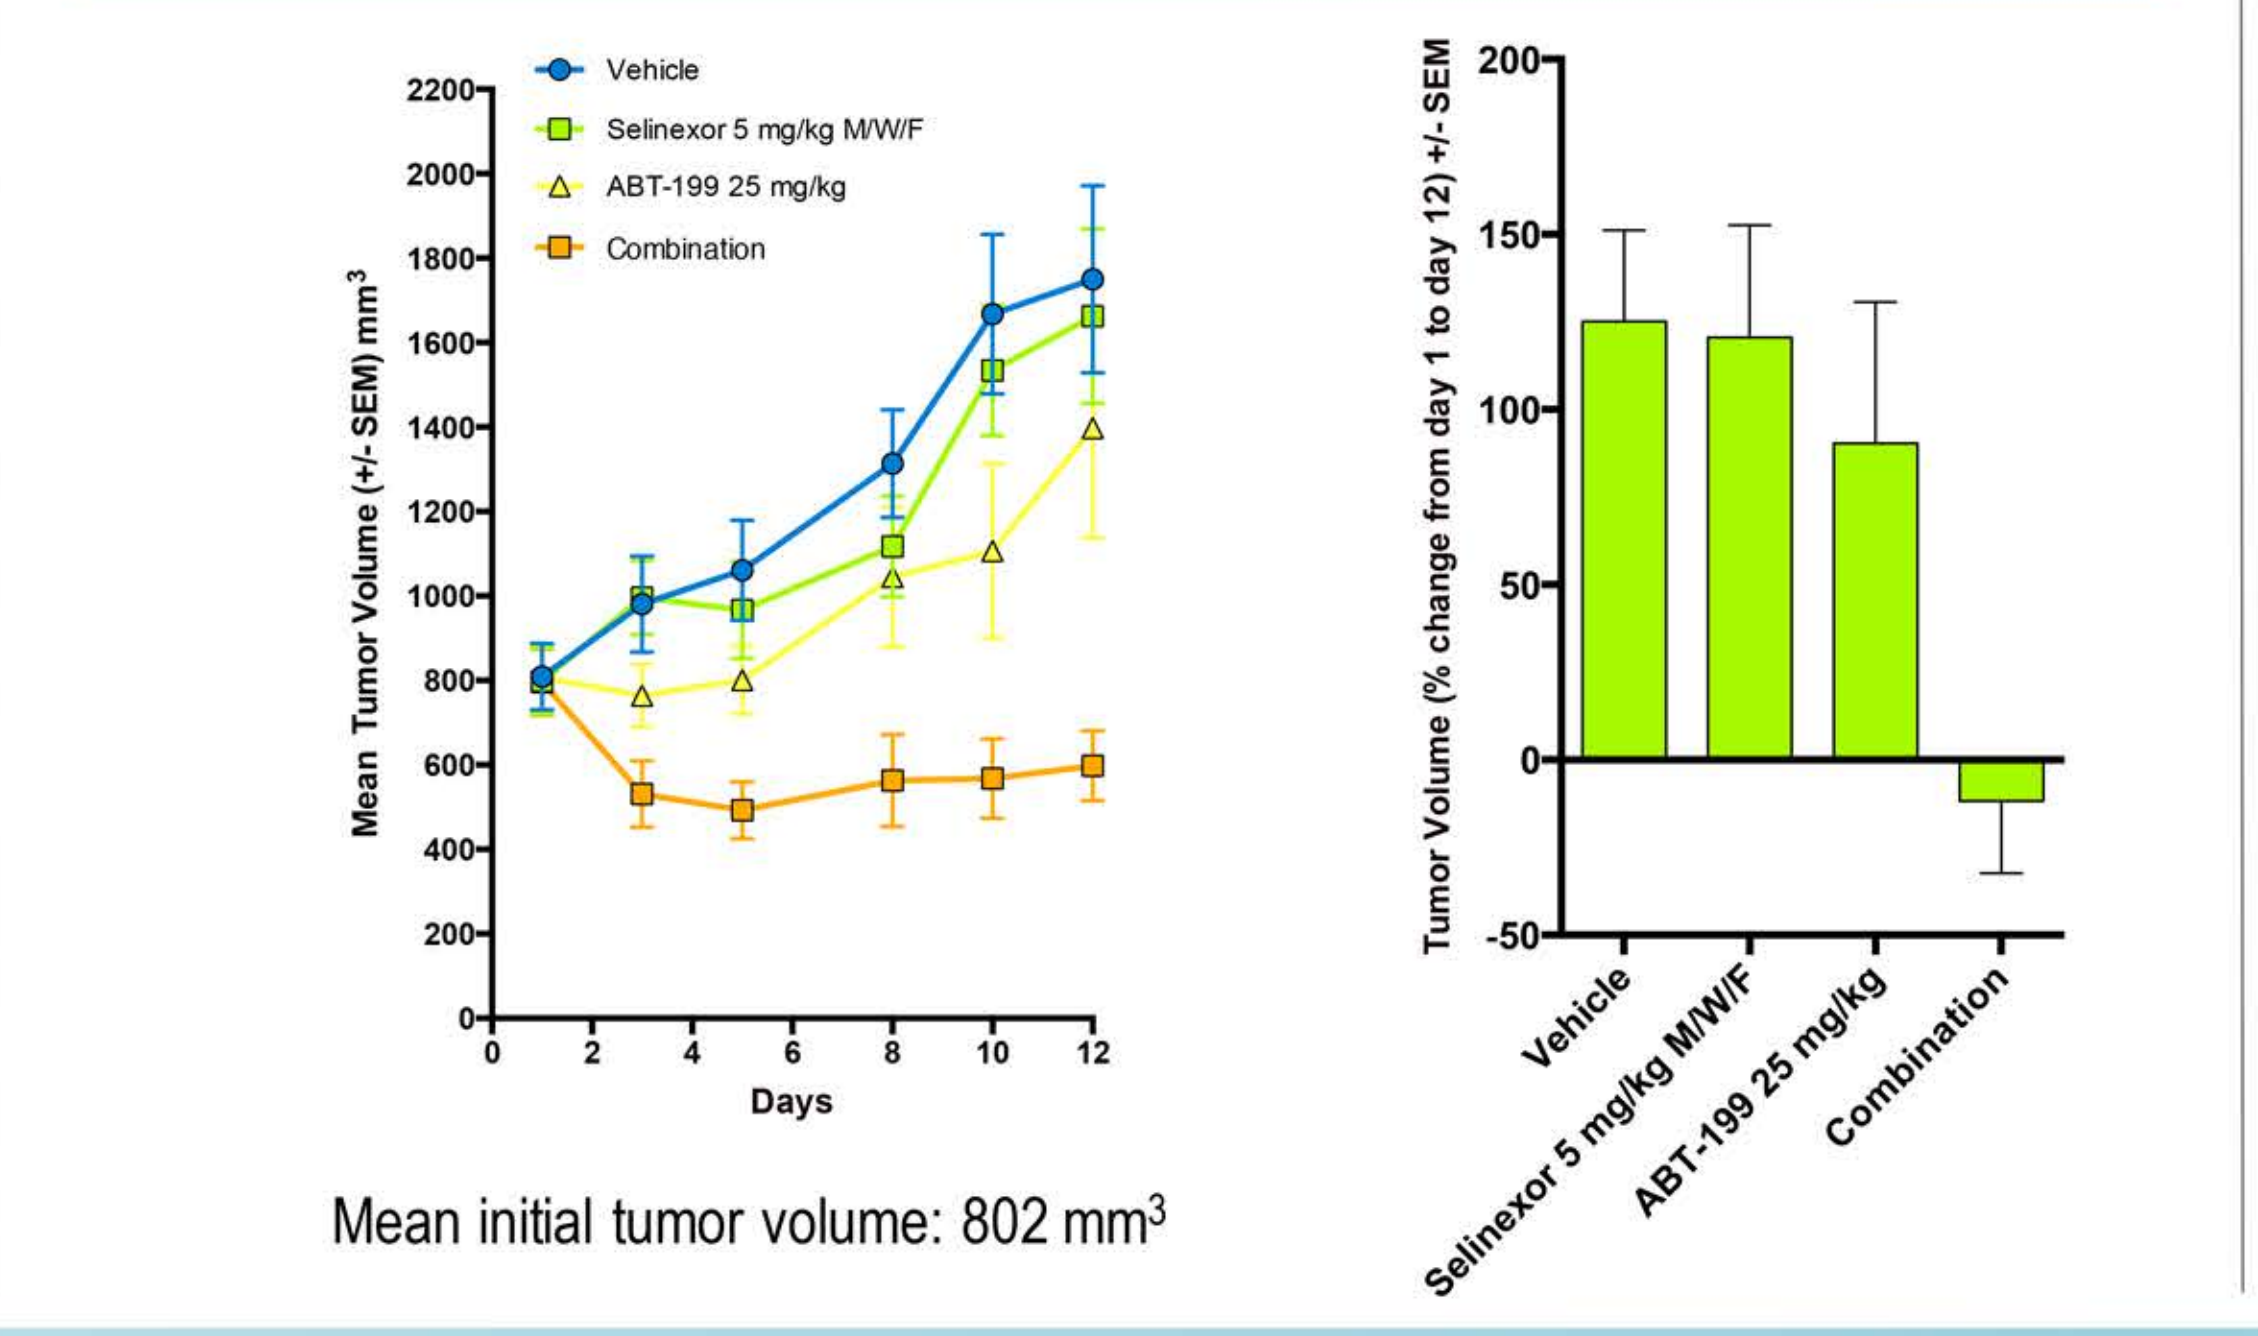 Vehicle
Selinexor 5 mg/kg M/W/F
ABT-199 25 mg/kg
Combination
Mean Tumor Volume (+/- SEM) mm³
2200
2000
1800
1600
1400
1200
1000
800
600
400
200
0
0 2 4 6 8 10 12
Days
Mean initial tumor volume: 802 mm³
Tumor Volume (% change from day 1 to day 12) +/- SEM
200
150
100
50
0
-50
Vehicle
Selinexor 5 mg/kg M/W/F
ABT-199 25 mg/kg
Combination